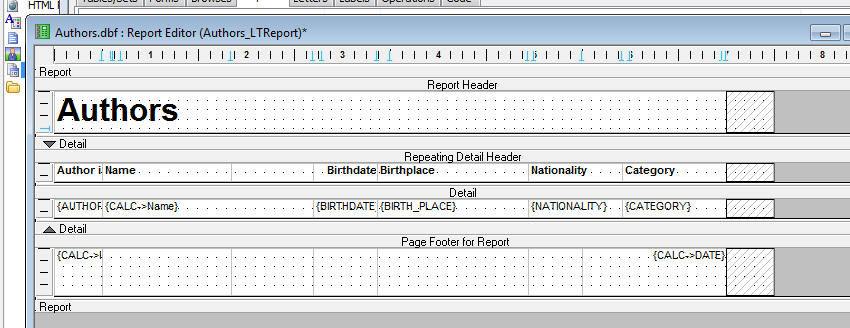 HTML
Tables/Sets Forms Browses Letters Labels Operations Code
Authors.dbf : Report Editor (Authors_LTReport)*
1 2 3 4 5 6 7 8
Report
Report Header
Authors
Detail
Repeating Detail Header
Author i Name Birthdate Birthplace Nationality Category
Detail
{AUTHOR {CALC->Name} {BIRTHDATE {BIRTH_PLACE} {NATIONALITY} {CATEGORY}
Detail
Page Footer for Report
{CALC-> {CALC->DATE}
Report